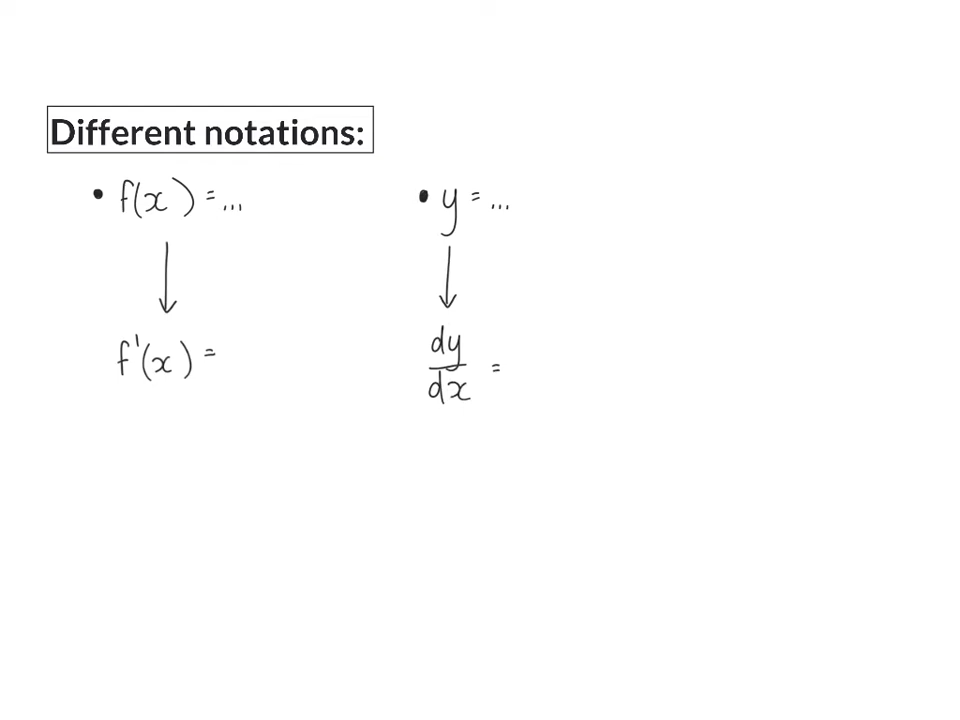 Different notations:
• f(x) = ...
• y = ...
f'(x) =
dy/dx =